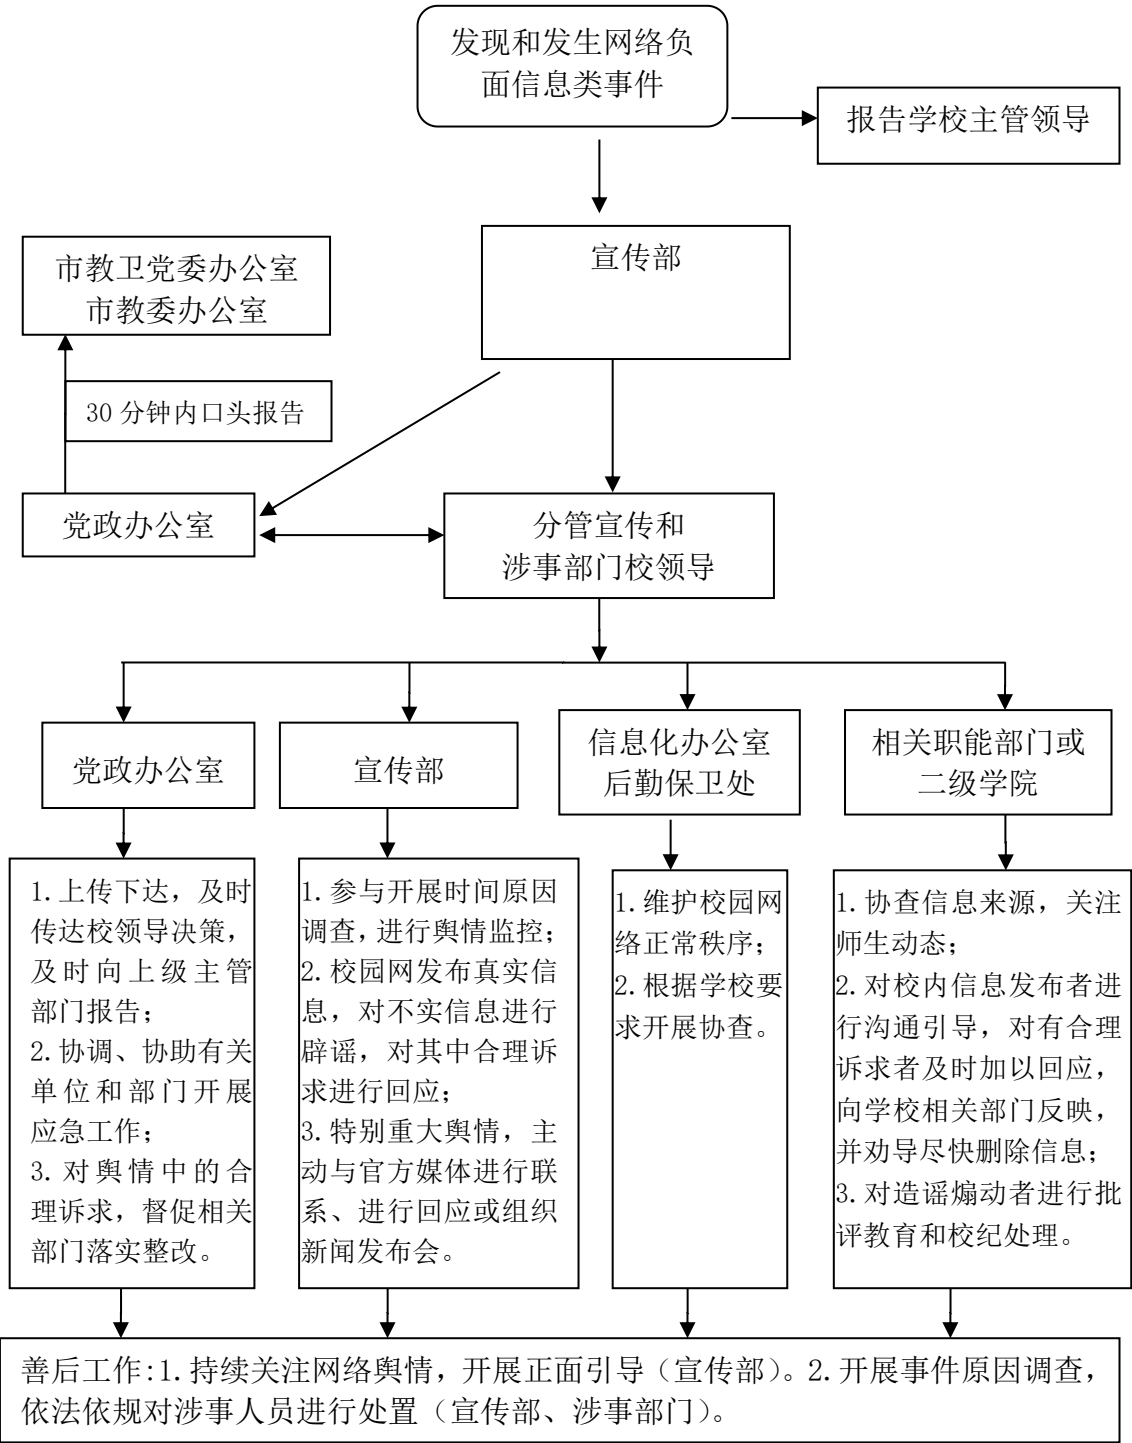 发现和发生网络负
面信息类事件
报告学校主管领导
宣传部
市教卫党委办公室
市教委办公室
30 分钟内口头报告
党政办公室
分管宣传和
涉事部门校领导
党政办公室
宣传部
信息化办公室
后勤保卫处
相关职能部门或
二级学院
1.上传下达，及时
传达校领导决策，
及时向上级主管
部门报告；
2.协调、协助有关
单位和部门开展
应急工作；
3.对舆情中的合
理诉求，督促相关
部门落实整改。
1.参与开展时间原因
调查，进行舆情监控；
2.校园网发布真实信
息，对不实信息进行
辟谣，对其中合理诉
求进行回应；
3.特别重大舆情，主
动与官方媒体进行联
系、进行回应或组织
新闻发布会。
1.维护校园网
络正常秩序；
2.根据学校要
求开展协查。
1.协查信息来源，关注
师生动态；
2.对校内信息发布者进
行沟通引导，对有合理
诉求者及时加以回应，
向学校相关部门反映，
并劝导尽快删除信息；
3.对造谣煽动者进行批
评教育和校纪处理。
善后工作:1.持续关注网络舆情，开展正面引导（宣传部）。2.开展事件原因调查，
依法依规对涉事人员进行处置（宣传部、涉事部门）。